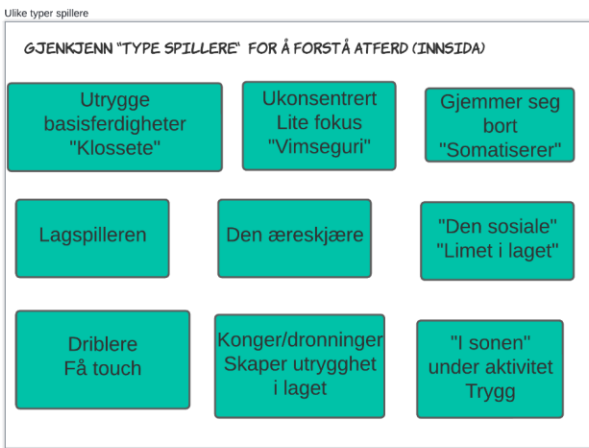 Ulike typer spillere
GJENKJENN "TYPE SPILLERE" FOR Å FORSTÅ ATFERD (INNSIDA)
Utrygge
basisferdigheter
"Klossete"
Ukonsentrert
Lite fokus
"Vimseguri"
Gjemmer seg
bort
"Somatiserer"
Lagspilleren
Den æreskjære
"Den sosiale"
"Limet i laget"
Driblere
Få touch
Konger/dronninger
Skaper utrygghet
i laget
"I sonen"
under aktivitet
Trygg